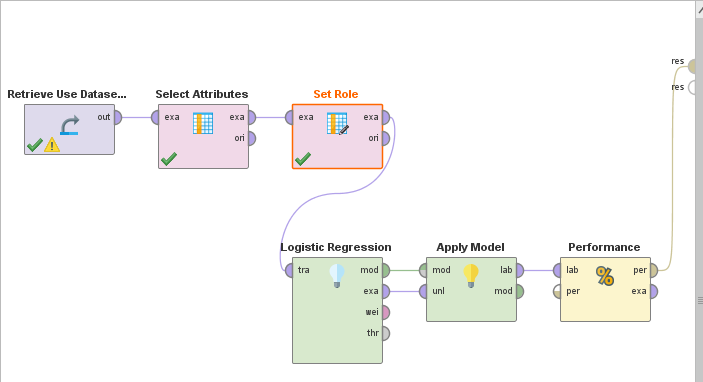 res
res
Retrieve Use Datase...
Select Attributes
Set Role
out
exa
exa
ori
exa
exa
ori
Logistic Regression
Apply Model
Performance
tra
mod
exa
wei
thr
mod
lab
unl
mod
lab
per
%
per
exa